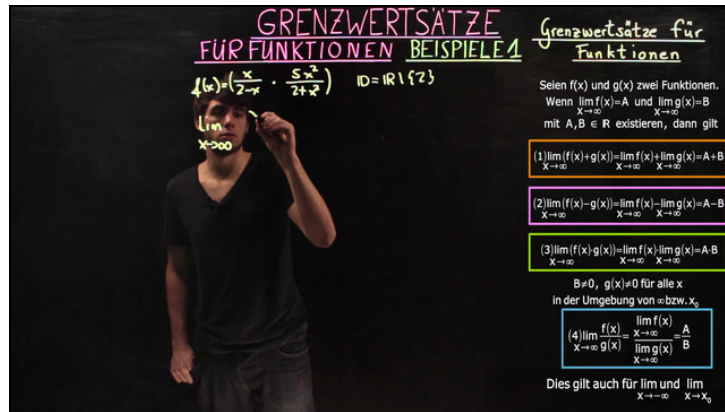 GRENZWERTSÄTZE
FÜR FUNKTIONEN BEISPIELE 1
f(x)=(x/(2-x) · 5x²/(2+x²)) ID=IR\{2}
lim
x→∞
Grenzwertsätze für
Funktionen
Seien f(x) und g(x) zwei Funktionen.
Wenn lim f(x)=A und lim g(x)=B
x→∞ x→∞
mit A,B ∈ ℝ existieren, dann gilt
(1)lim(f(x)+g(x))=lim f(x)+lim g(x)=A+B
x→∞ x→∞ x→∞
(2)lim(f(x)-g(x))=lim f(x)-lim g(x)=A-B
x→∞ x→∞ x→∞
(3)lim(f(x)·g(x))=lim f(x)·lim g(x)=A·B
x→∞ x→∞ x→∞
B≠0, g(x)≠0 für alle x
in der Umgebung von ∞ bzw. x₀
(4)lim f(x)/g(x) = lim f(x)/lim g(x) = A/B
x→∞ x→∞ x→∞
Dies gilt auch für lim und lim
x→-∞ x→x₀